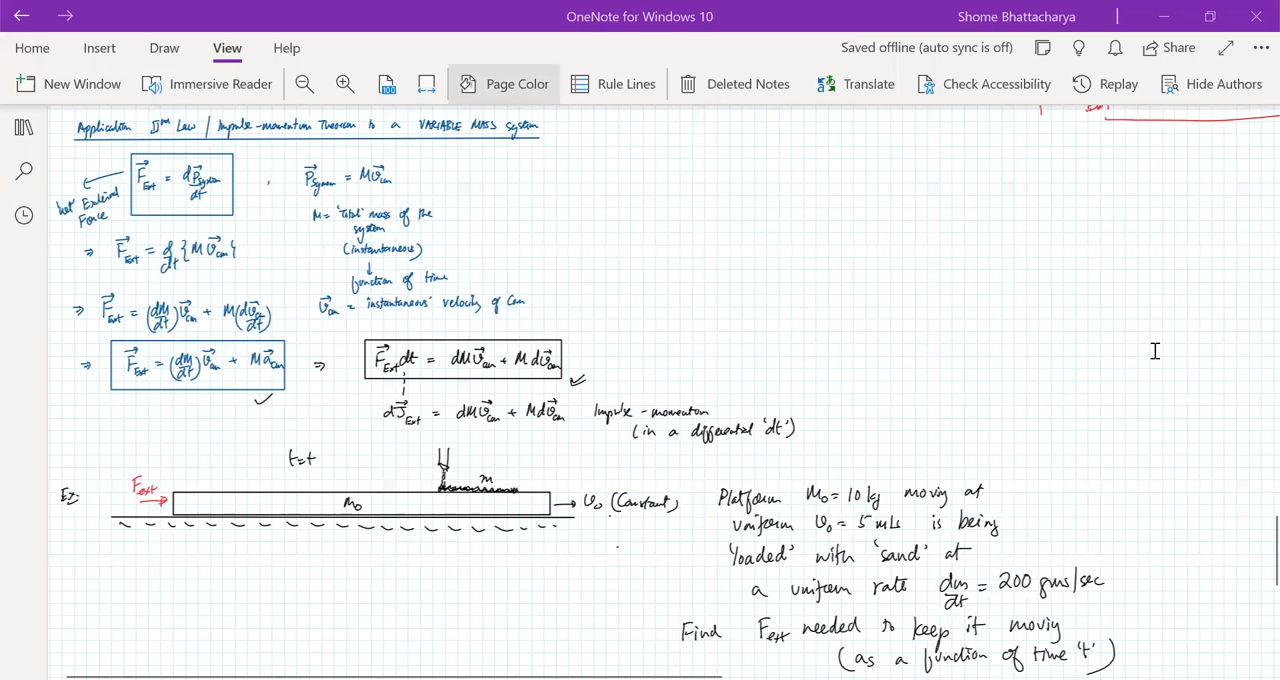 OneNote for Windows 10
Shome Bhattacharya
Home Insert Draw View Help
Saved offline (auto sync is off)
Share
New Window
Immersive Reader
Page Color
Rule Lines
Deleted Notes
Translate
Check Accessibility
Replay
Hide Authors
Application IInd Law / Impulse-momentum Theorem to a VARIABLE MASS system
F⃗Ext = dP⃗system/dt , P⃗system = Mv⃗cm
Net External Force
M = 'Total' mass of the system
(instantaneous)
↓
function of time
⇒ F⃗Ext = d/dt {Mv⃗cm}
v⃗cm = 'instantaneous' velocity of Com
⇒ F⃗Ext = (dM/dt)v⃗cm + M(dv⃗cm/dt)
⇒ F⃗Ext = (dM/dt)v⃗cm + Ma⃗cm ⇒ F⃗Ext dt = dMv⃗cm + Mdv⃗cm
dJ⃗Ext = dMv⃗cm + Mdv⃗cm Impulse-momentum
(in a differential 'dt')
t=t
Ex:
Fext
m
M₀
v₀ (Constant)
Platform M₀ = 10 kg moviy at
uniform v₀ = 5 m/s is being
'loaded' with 'sand' at
a uniform rate dm/dt = 200 gms/sec
Find Fext needed to keep it moviy
(as a function of time 't')